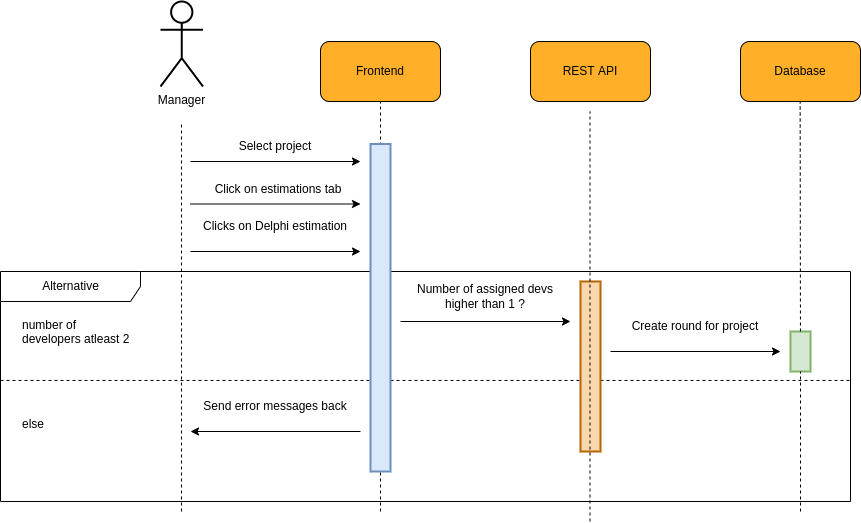 Manager
Frontend
REST API
Database
Select project
Click on estimations tab
Clicks on Delphi estimation
Alternative
number of
developers atleast 2
Number of assigned devs
higher than 1 ?
Create round for project
else
Send error messages back